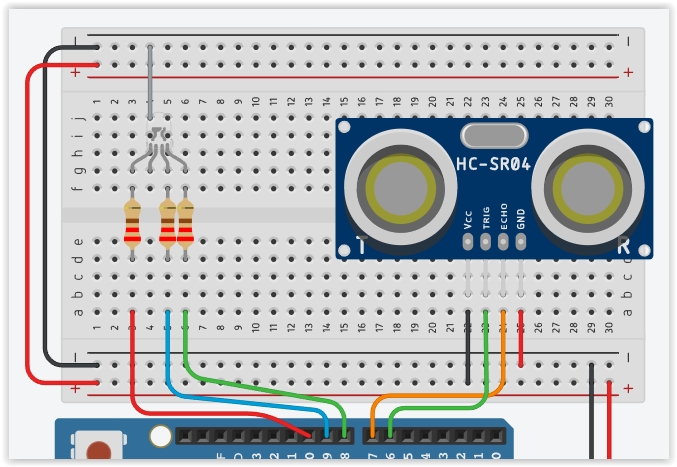 −
−
+
+
1 2 3 4 5 6 7 8 9 10 11 12 13 14 15 16 17 18 19 20 21 22 23 24 25 26 27 28 29 30
j
i
h
g
f
HC-SR04
Vcc TRIG ECHO GND
T R
e
d
c c
b b
a a
1 2 3 4 5 6 7 8 9 10 11 12 13 14 15 16 17 18 19 20 21 22 23 24 25 26 27 28 29 30
−
−
+
+
9 8 7 6